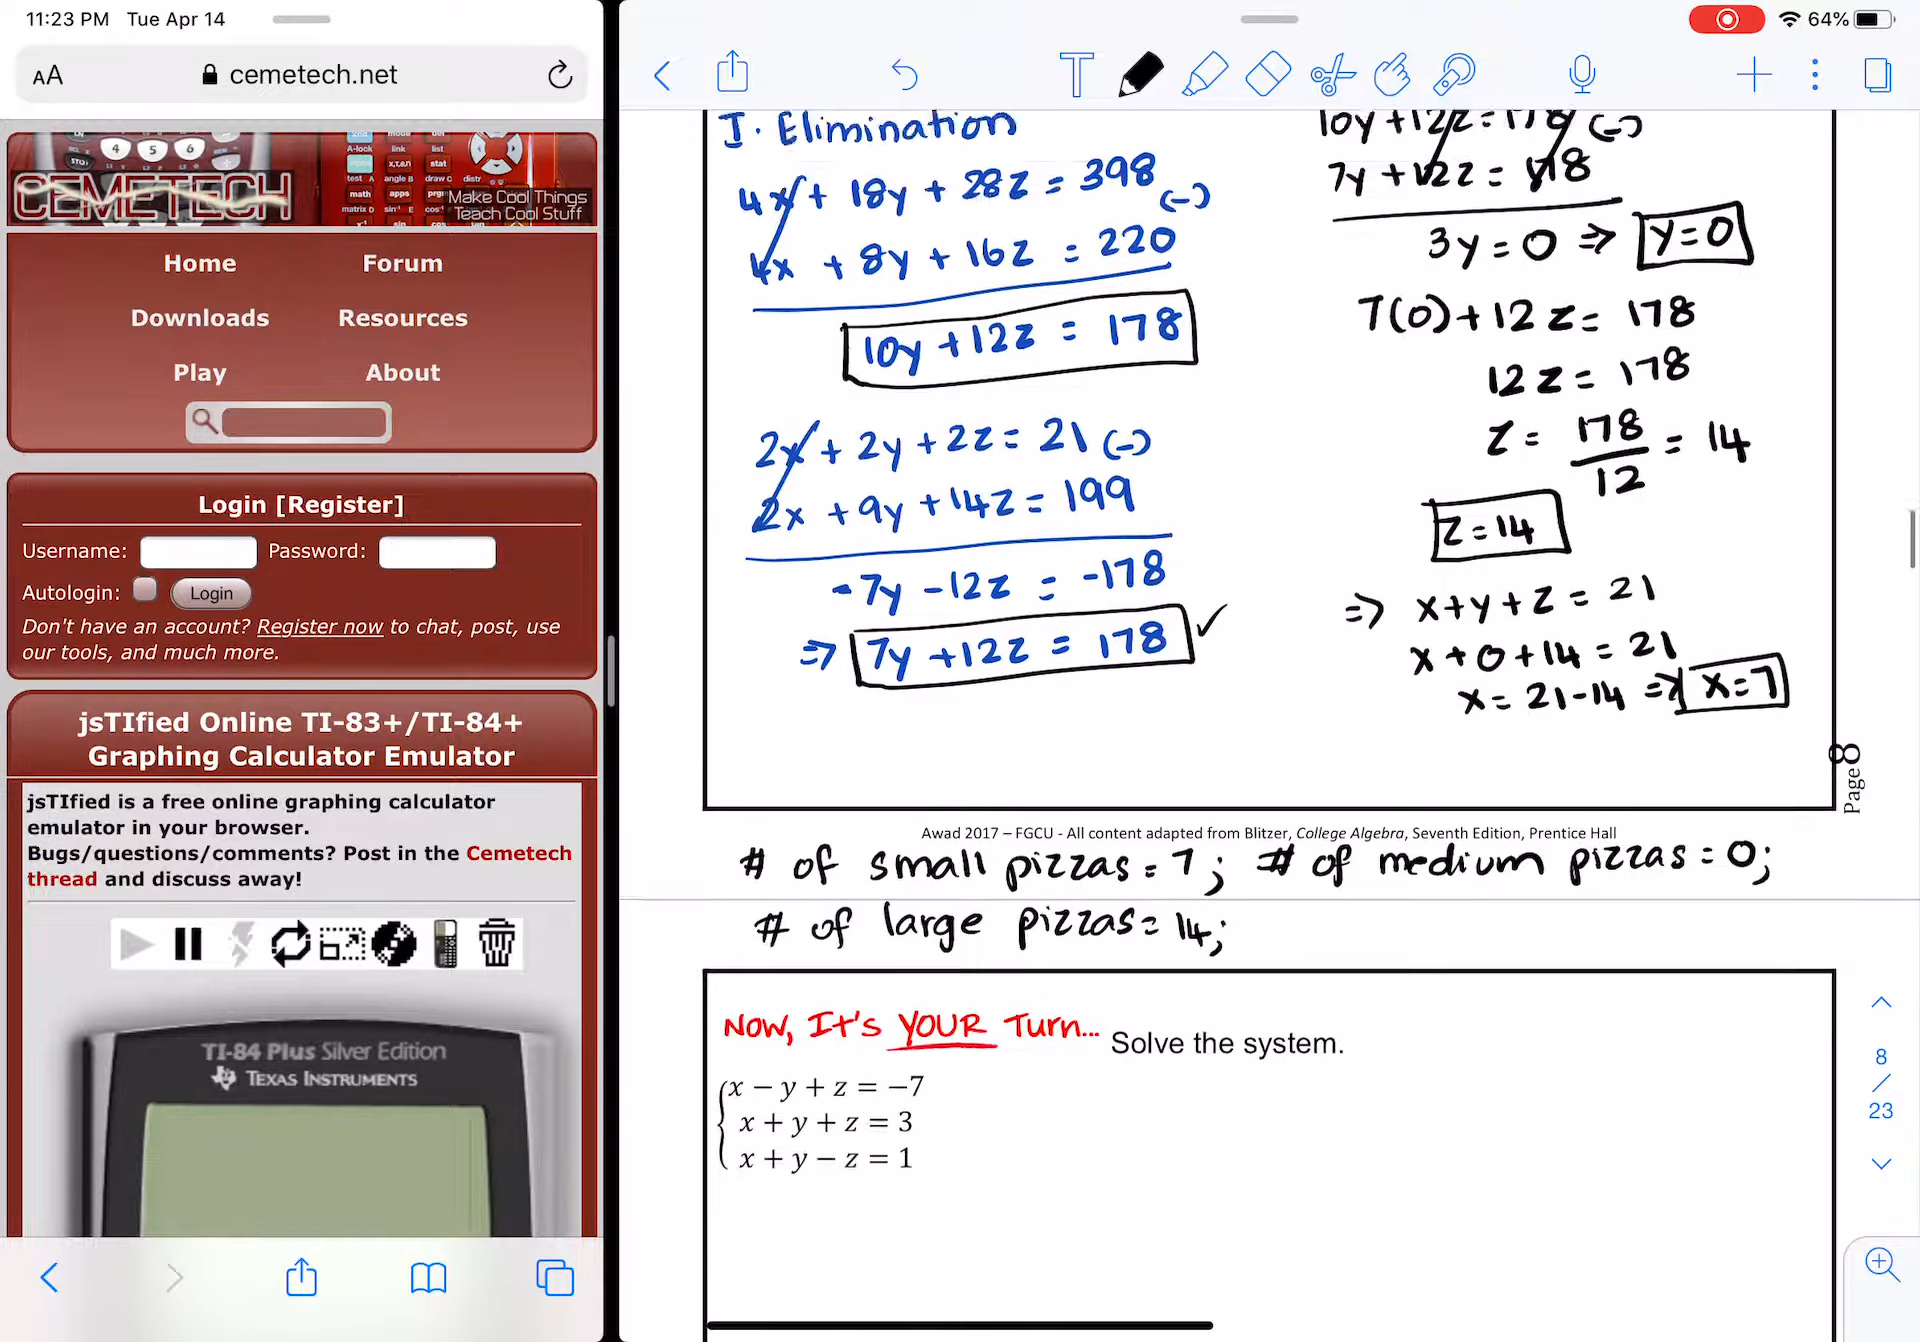 11:23 PM Tue Apr 14
AA cemetech.net
4 5 6
CEMETECH
Make Cool Things
Teach Cool Stuff
Home Forum
Downloads Resources
Play About
Login [Register]
Username: Password:
Autologin: Login
Don't have an account? Register now to chat, post, use
our tools, and much more.
jsTIfied Online TI-83+/TI-84+
Graphing Calculator Emulator
jsTIfied is a free online graphing calculator
emulator in your browser.
Bugs/questions/comments? Post in the Cemetech
thread and discuss away!
TI-84 Plus Silver Edition
TEXAS INSTRUMENTS
64%
T
I. Elimination
4x + 18y + 28z = 398 (-)
4x + 8y + 16z = 220
10y + 12z = 178
2x + 2y + 2z = 21 (-)
2x + 9y + 14z = 199
-7y - 12z = -178
=> 7y + 12z = 178 ✓
10y + 12z = 178 (-)
7y + 12z = 178
3y = 0 => y = 0
7(0) + 12z = 178
12z = 178
z = 178/12 = 14
z = 14
=> x + y + z = 21
x + 0 + 14 = 21
x = 21 - 14 => x = 7
Page 8
Awad 2017 – FGCU - All content adapted from Blitzer, College Algebra, Seventh Edition, Prentice Hall
# of small pizzas = 7; # of medium pizzas = 0;
# of large pizzas = 14;
Now, It's YOUR Turn... Solve the system.
x − y + z = −7
x + y + z = 3
x + y − z = 1
8
/
23